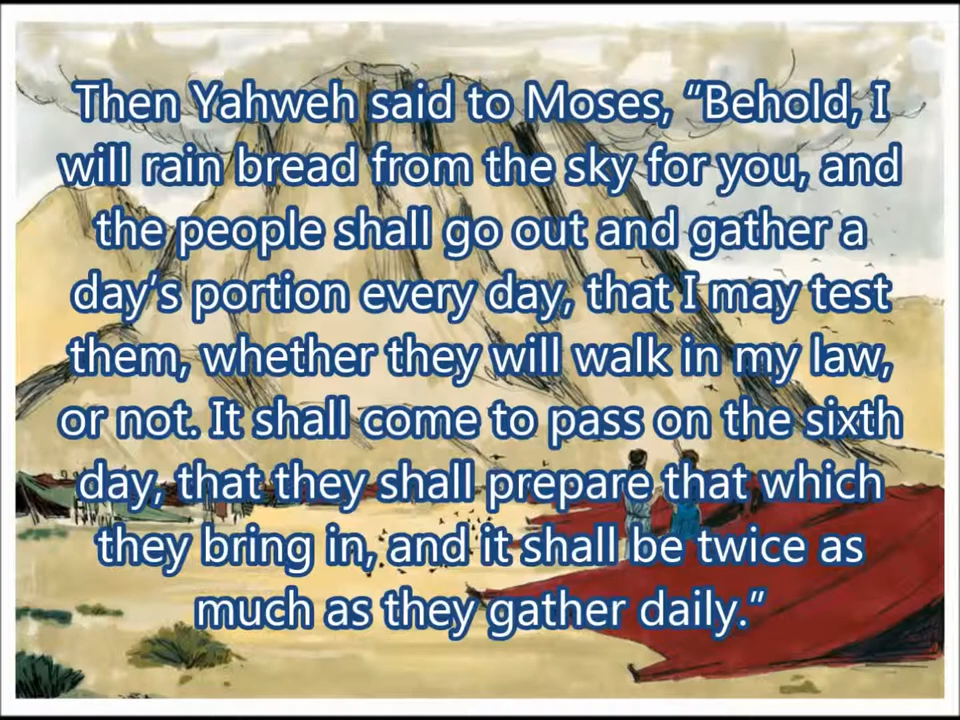 Then Yahweh said to Moses, “Behold, I
will rain bread from the sky for you, and
the people shall go out and gather a
day’s portion every day, that I may test
them, whether they will walk in my law,
or not. It shall come to pass on the sixth
day, that they shall prepare that which
they bring in, and it shall be twice as
much as they gather daily.”